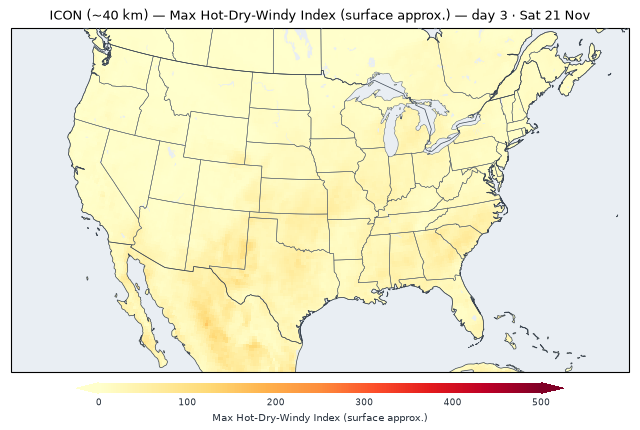 ICON (~40 km) — Max Hot-Dry-Windy Index (surface approx.) — day 3 · Sat 21 Nov
0 100 200 300 400 500
Max Hot-Dry-Windy Index (surface approx.)